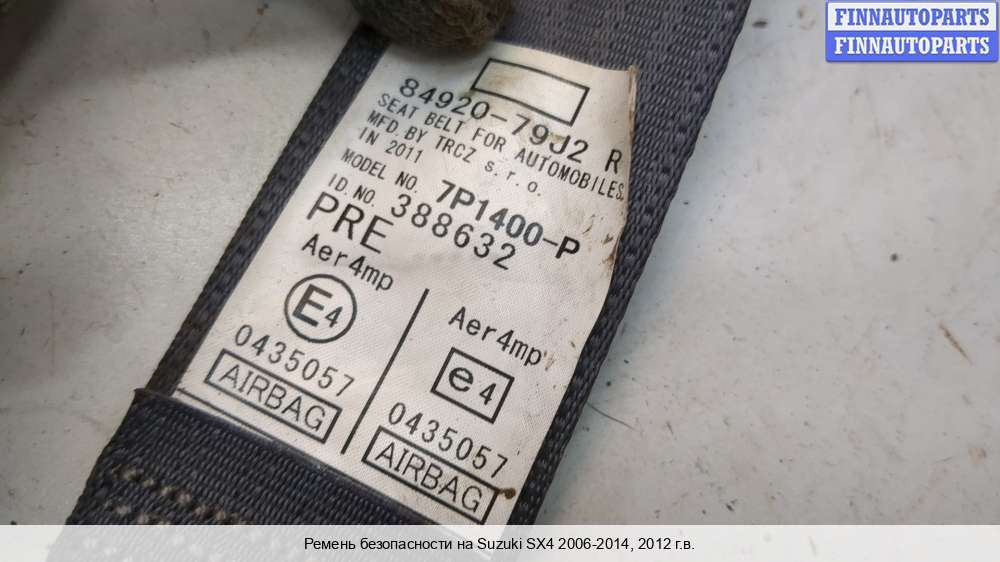 FINNAUTOPARTS
FINNAUTOPARTS
84920-79J2 R
SEAT BELT FOR AUTOMOBILES.
MFD. BY TRCZ s.r.o.
IN 2011
MODEL NO. 7P1400-P
ID.NO. 388632
PRE
Aer4mp
E4
0435057
AIRBAG
Aer4mp
e4
0435057
AIRBAG
Ремень безопасности на Suzuki SX4 2006-2014, 2012 г.в.